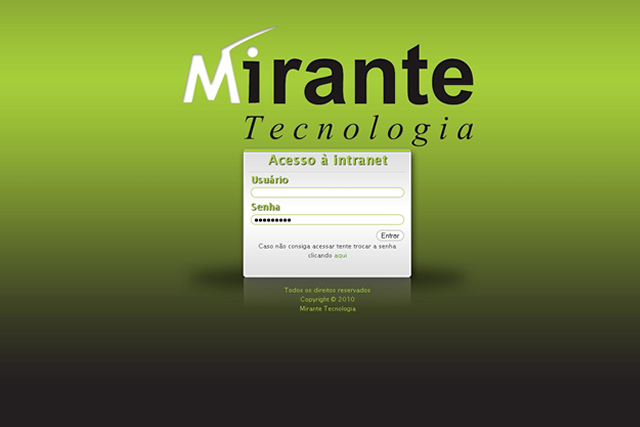 Mirante
Tecnologia
Acesso à intranet
Usuário
Senha
Entrar
Caso não consiga acessar tente trocar a senha
clicando aqui
Todos os direitos reservados
Copyright © 2010
Mirante Tecnologia